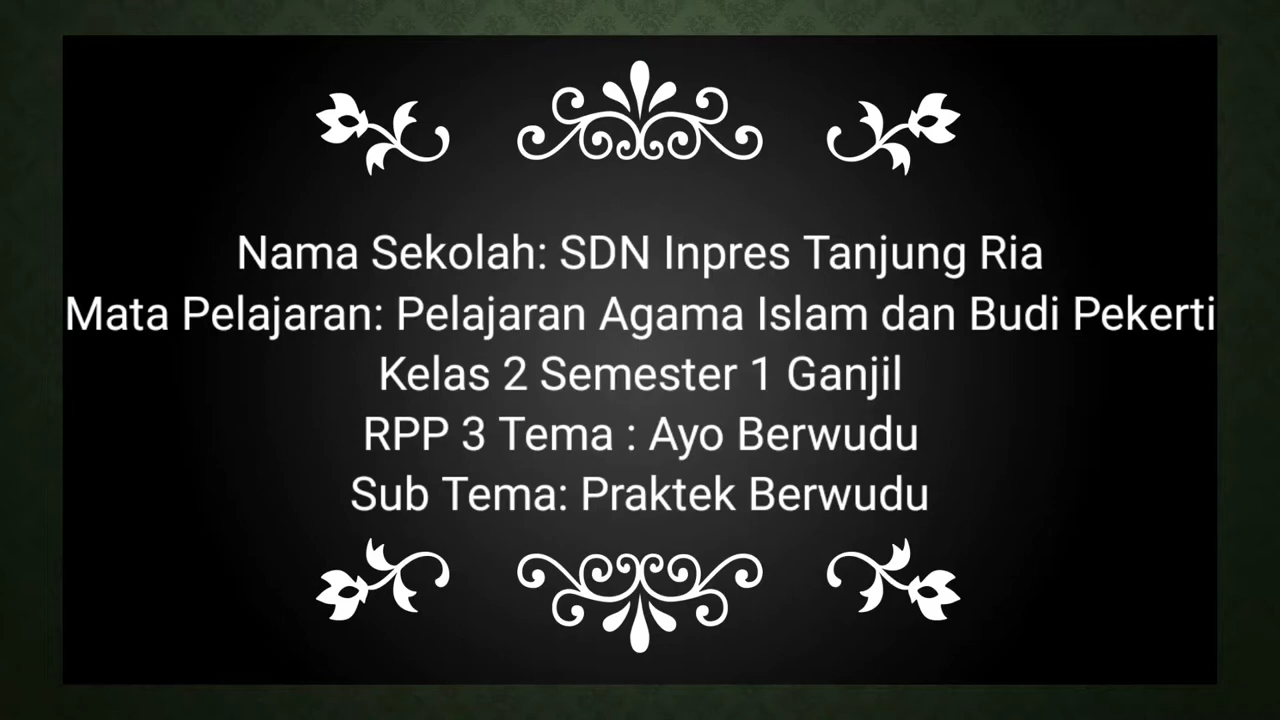 Nama Sekolah: SDN Inpres Tanjung Ria
Mata Pelajaran: Pelajaran Agama Islam dan Budi Pekerti
Kelas 2 Semester 1 Ganjil
RPP 3 Tema : Ayo Berwudu
Sub Tema: Praktek Berwudu